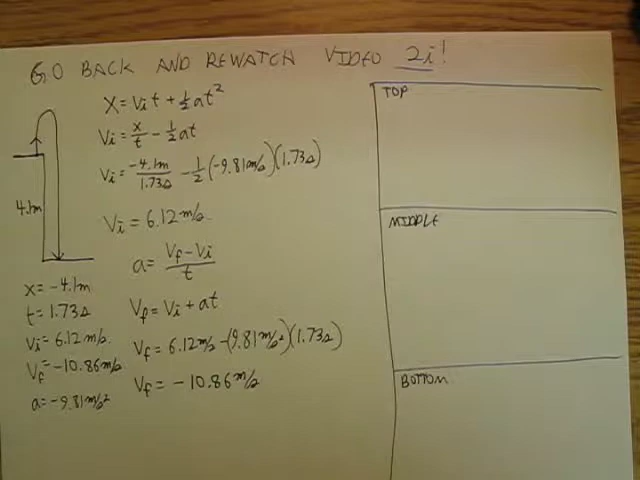 GO BACK AND REWATCH VIDEO 2i!
X = Vit + ½at²
Vi = x/t - ½at
Vi = -4.1m/1.73s - ½(-9.81m/s²)(1.73s)
Vi = 6.12m/s.
a = Vf - Vi/t
Vf = Vi + at
Vf = 6.12m/s - (9.81m/s²)(1.73s)
Vf = -10.86m/s
4.1m
x = -4.1m
t = 1.73s
Vi = 6.12m/s.
Vf = -10.86m/s
a = -9.81m/s²
TOP
MIDDLE
BOTTOM